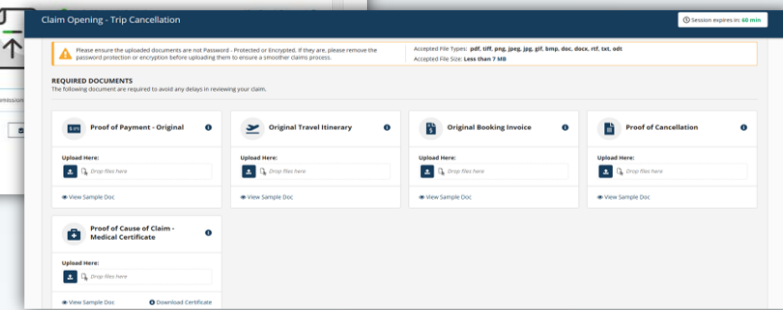 Claim Opening - Trip Cancellation
Session expires in: 60 min
Please ensure the uploaded documents are not Password - Protected or Encrypted, if they are, please remove the
password protection or encryption before uploading them to ensure a smoother claims process.
Accepted File Types: pdf, tiff, png, jpeg, jpg, gif, bmp, doc, docx, rtf, txt, odt
Accepted File Size: Less than 7 MB
REQUIRED DOCUMENTS
The following document are required to avoid any delays in reviewing your claim.
Proof of Payment - Original
Original Travel Itinerary
Original Booking Invoice
Proof of Cancellation
Upload Here:
Upload Here:
Upload Here:
Upload Here:
Drop files here
Drop files here
Drop files here
Drop files here
View Sample Doc
View Sample Doc
View Sample Doc
View Sample Doc
Proof of Cause of Claim -
Medical Certificate
Upload Here:
Drop files here
View Sample Doc
Download Certificate